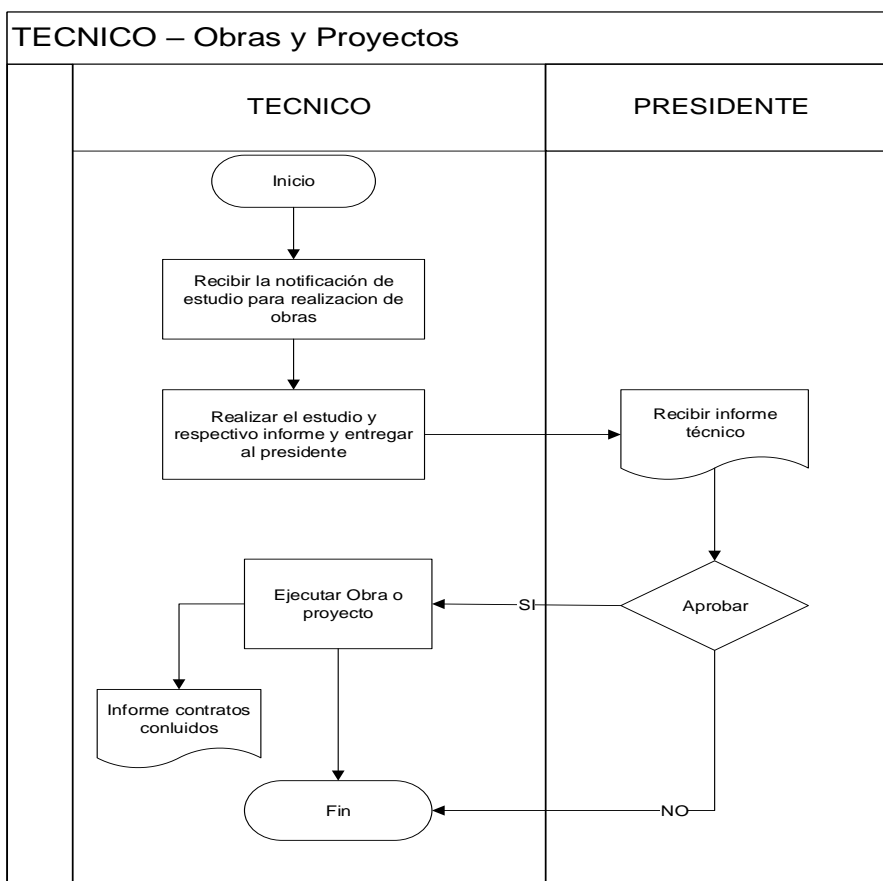 TECNICO – Obras y Proyectos
TECNICO
PRESIDENTE
Inicio
Recibir la notificación de
estudio para realizacion de
obras
Realizar el estudio y
respectivo informe y entregar
al presidente
Recibir informe
técnico
Aprobar
SI
Ejecutar Obra o
proyecto
Informe contratos
conluidos
NO
Fin